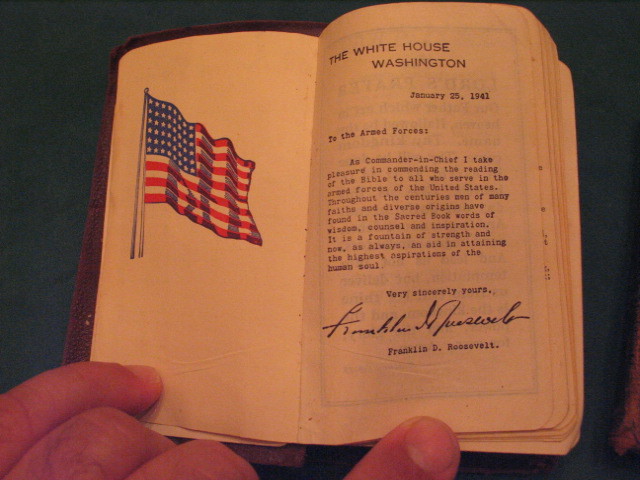 THE WHITE HOUSE
WASHINGTON
January 25, 1941
To the Armed Forces:
As Commander-in-Chief I take
pleasure in commending the reading
of the Bible to all who serve in the
armed forces of the United States.
Throughout the centuries men of many
faiths and diverse origins have
found in the Sacred Book words of
wisdom, counsel and inspiration.
It is a fountain of strength and
now, as always, an aid in attaining
the highest aspirations of the
human soul.
Very sincerely yours,
Franklin D Roosevelt
Franklin D. Roosevelt.